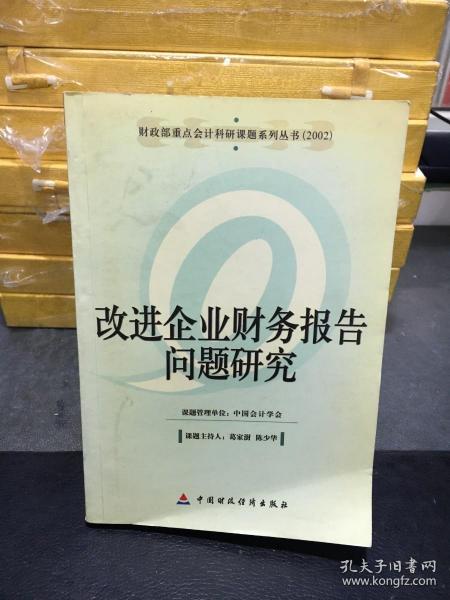 财政部重点会计科研课题系列丛书(2002)
改进企业财务报告
问题研究
课题管理单位：中国会计学会
课题主持人：葛家澍 陈少华
中国财政经济出版社
孔夫子旧书网
www.kongfz.com